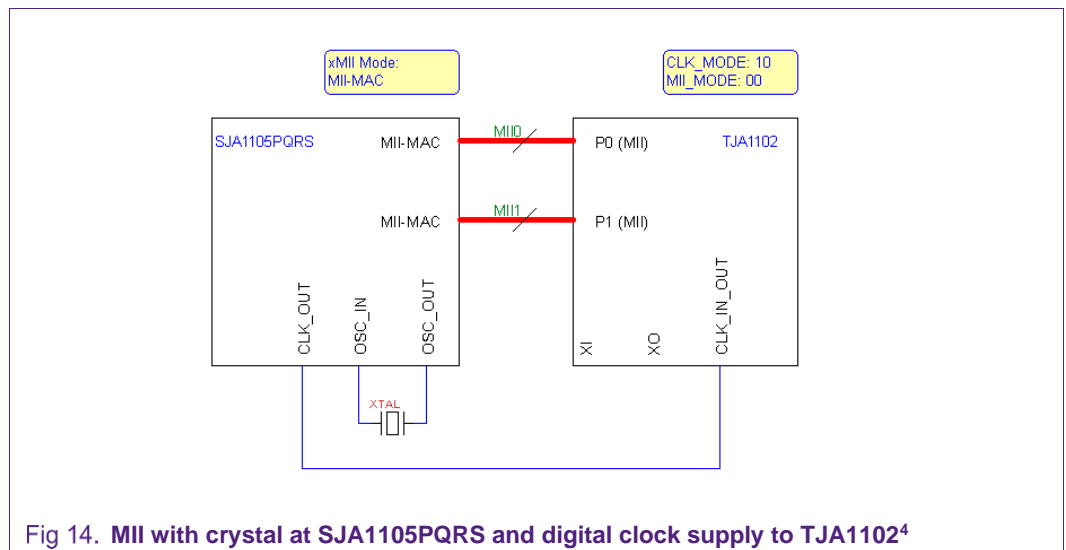 xMII Mode:
MII-MAC
CLK_MODE: 10
MII_MODE: 00
SJA1105PQRS
MII-MAC
MII0
P0 (MII)
TJA1102
MII-MAC
MII1
P1 (MII)
CLK_OUT
OSC_IN
OSC_OUT
XI
XO
CLK_IN_OUT
XTAL
Fig 14. MII with crystal at SJA1105PQRS and digital clock supply to TJA1102⁴